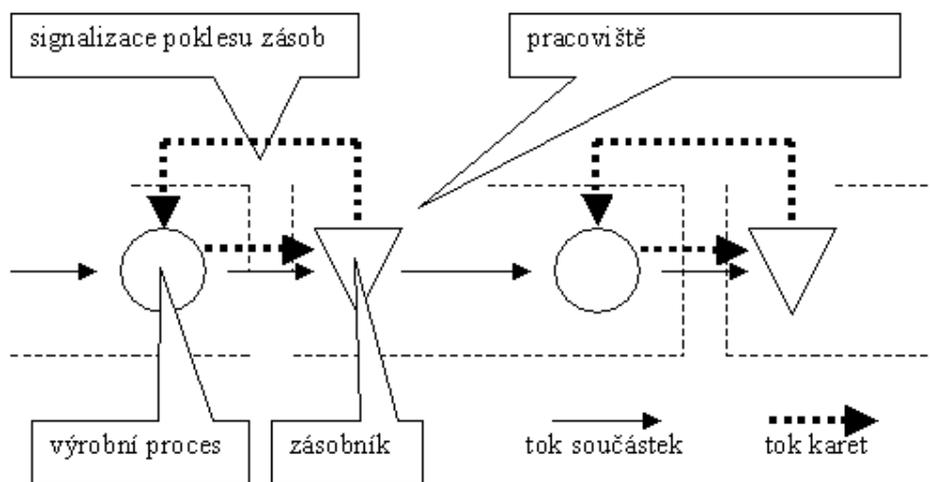 signalizace poklesu zásob
pracoviště
výrobní proces
zásobník
tok součástek
tok karet